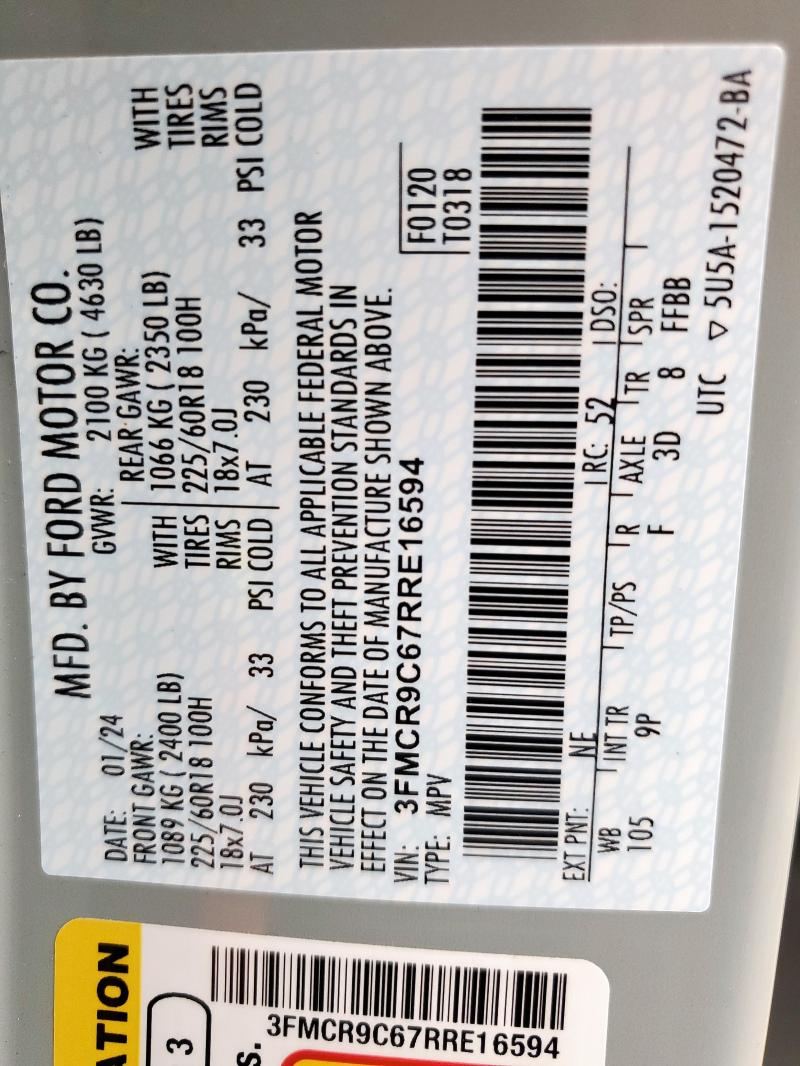 MFD. BY FORD MOTOR CO.
DATE: 01/24
GVWR: 2100 KG ( 4630 LB)
FRONT GAWR:
1089 KG ( 2400 LB)
225/60R18 100H
18x7.0J
AT 230 kPa/ 33 PSI COLD
WITH
TIRES
RIMS
REAR GAWR:
1066 KG ( 2350 LB)
225/60R18 100H
18x7.0J
AT 230 kPa/ 33 PSI COLD
WITH
TIRES
RIMS
THIS VEHICLE CONFORMS TO ALL APPLICABLE FEDERAL MOTOR
VEHICLE SAFETY AND THEFT PREVENTION STANDARDS IN
EFFECT ON THE DATE OF MANUFACTURE SHOWN ABOVE.
VIN: 3FMCR9C67RRE16594
TYPE: MPV
F0120
T0318
EXT PNT: NE RC: 52 DSO:
WB INT TR TP/PS R AXLE TR SPR
105 9P F 3D 8 FFBB
UTC ▽ 5U5A-1520472-BA
ATION
3
s.
3FMCR9C67RRE16594